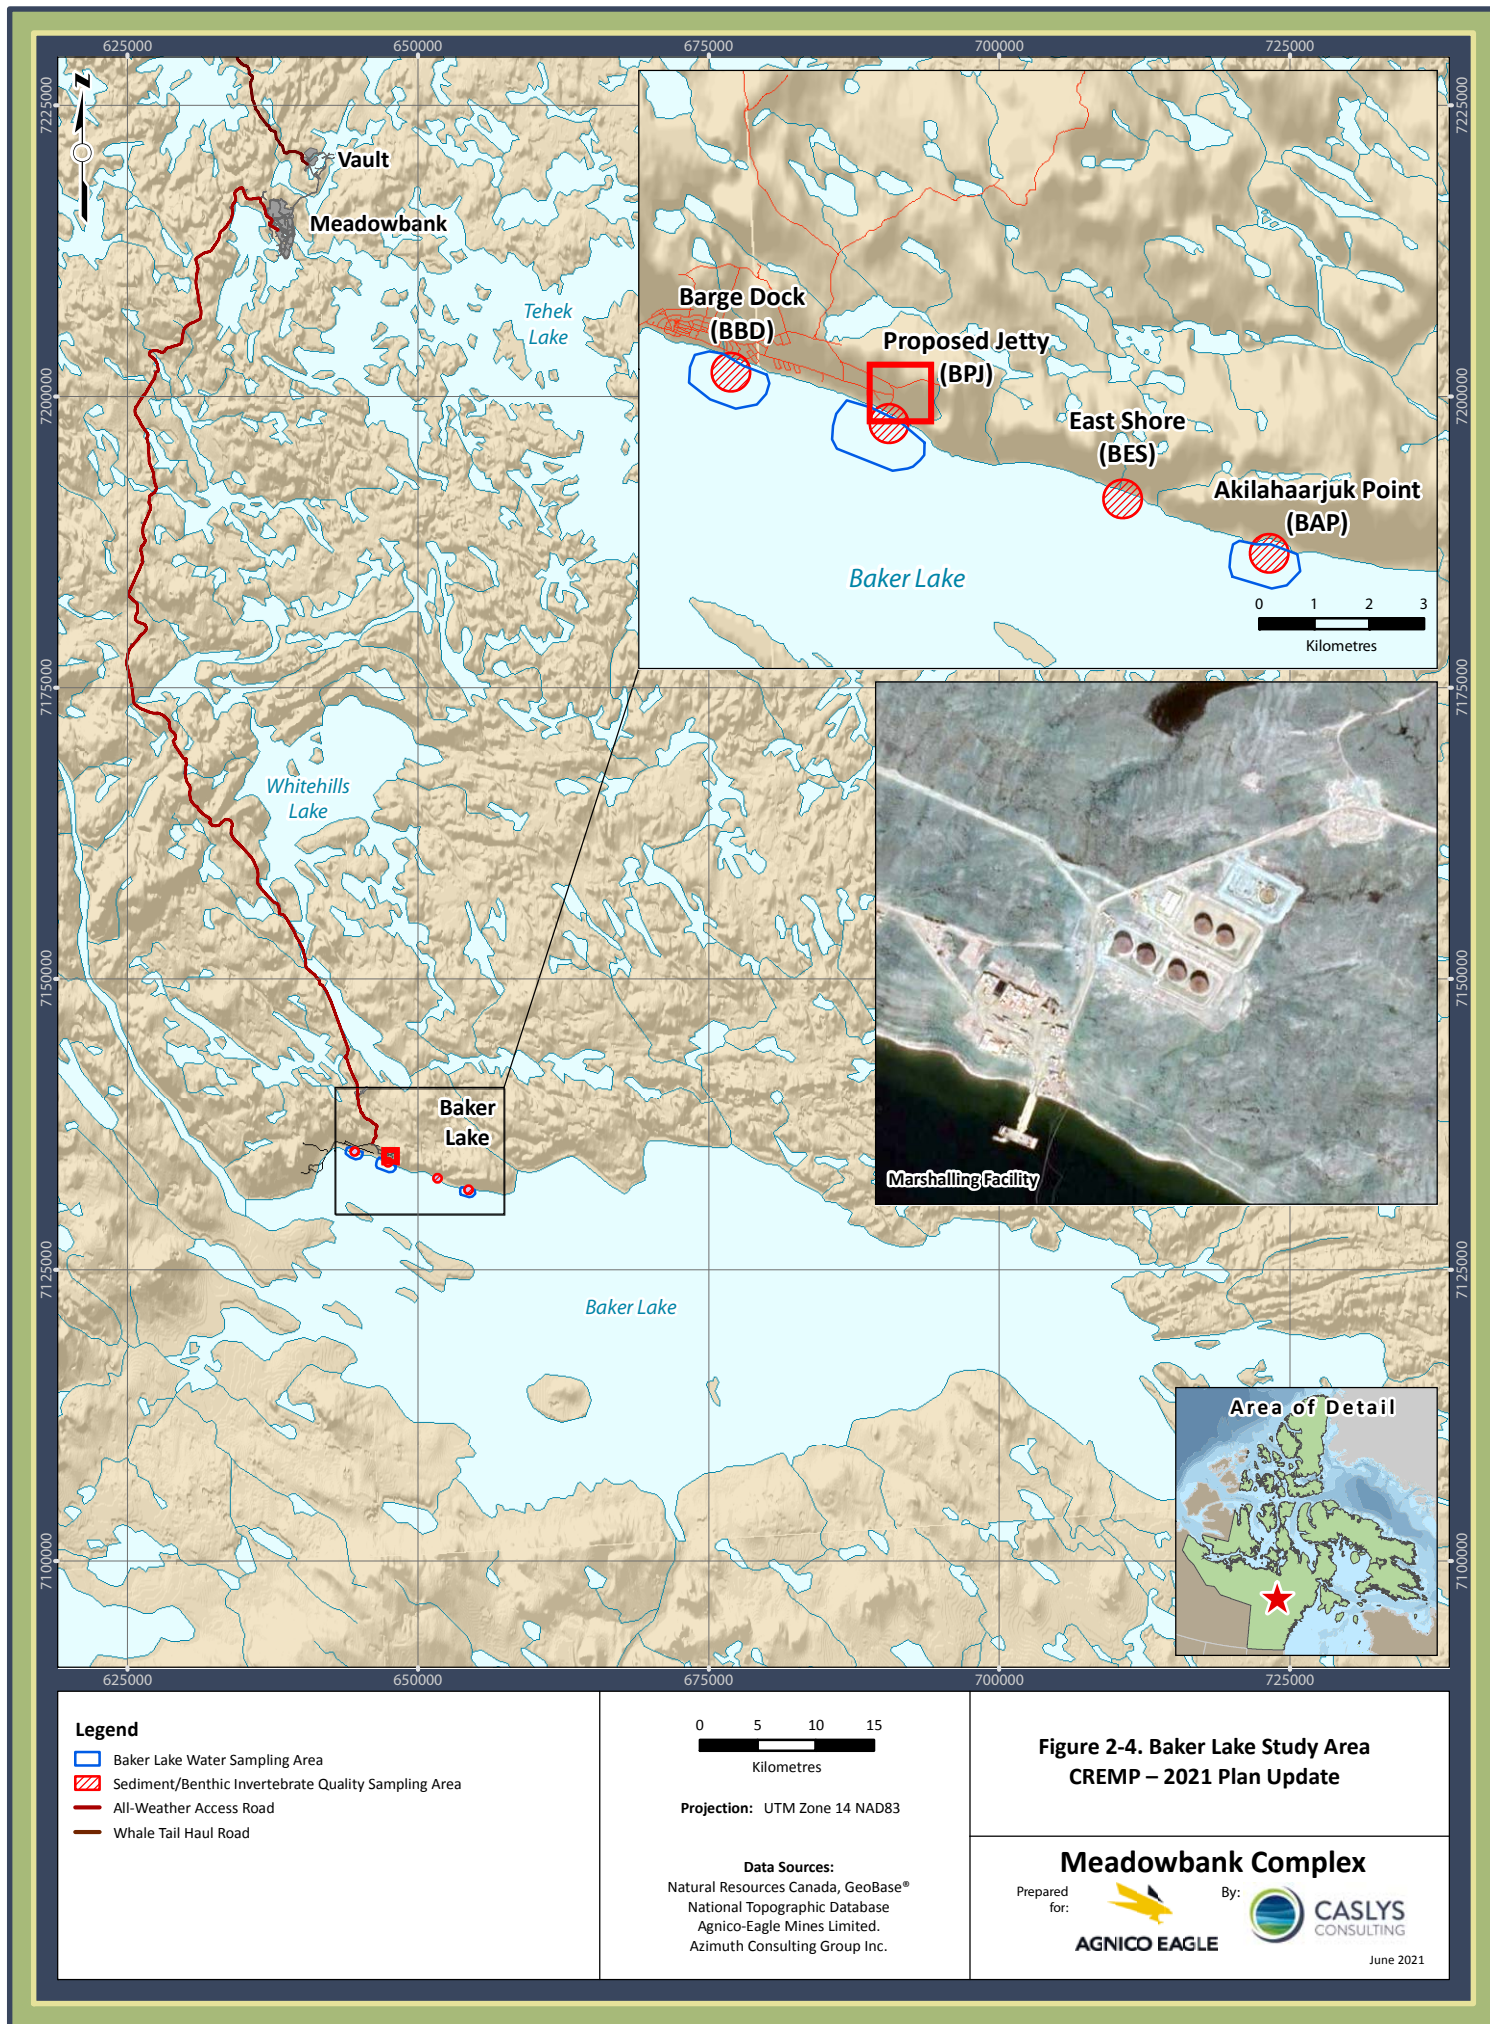 625000
650000
675000
700000
725000
7225000
7200000
7175000
7150000
7125000
7100000
7225000
7200000
7175000
7150000
7125000
7100000
N
Vault
Meadowbank
Tehek
Lake
Whitehills
Lake
Baker
Lake
Baker Lake
Barge Dock
(BBD)
Proposed Jetty
(BPJ)
East Shore
(BES)
Akilahaarjuk Point
(BAP)
Baker Lake
0 1 2 3
Kilometres
Marshalling Facility
Area of Detail
625000
650000
675000
700000
725000
Legend
Baker Lake Water Sampling Area
Sediment/Benthic Invertebrate Quality Sampling Area
All-Weather Access Road
Whale Tail Haul Road
0 5 10 15
Kilometres
Projection: UTM Zone 14 NAD83
Data Sources:
Natural Resources Canada, GeoBase®
National Topographic Database
Agnico-Eagle Mines Limited.
Azimuth Consulting Group Inc.
Figure 2-4. Baker Lake Study Area
CREMP – 2021 Plan Update
Meadowbank Complex
Prepared
for:
AGNICO EAGLE
By:
CASLYS
CONSULTING
June 2021